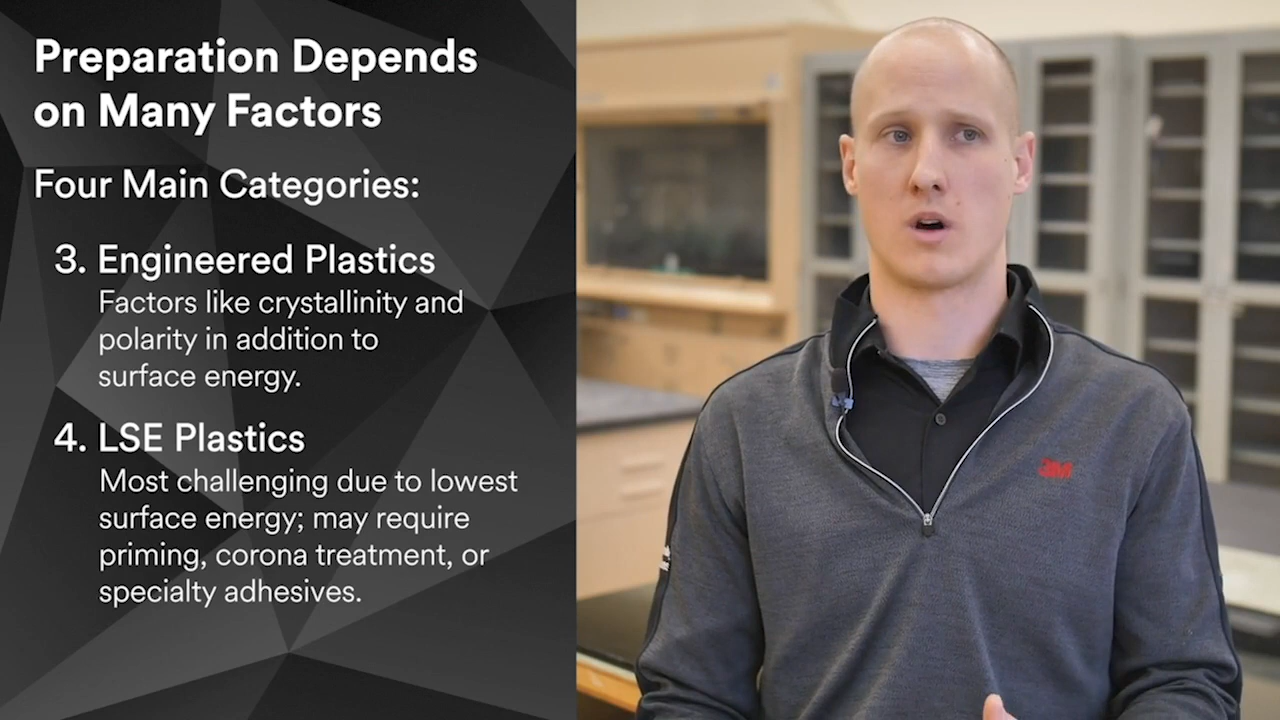 Preparation Depends
on Many Factors
Four Main Categories:
3. Engineered Plastics
Factors like crystallinity and
polarity in addition to
surface energy.
4. LSE Plastics
Most challenging due to lowest
surface energy; may require
priming, corona treatment, or
specialty adhesives.
3M